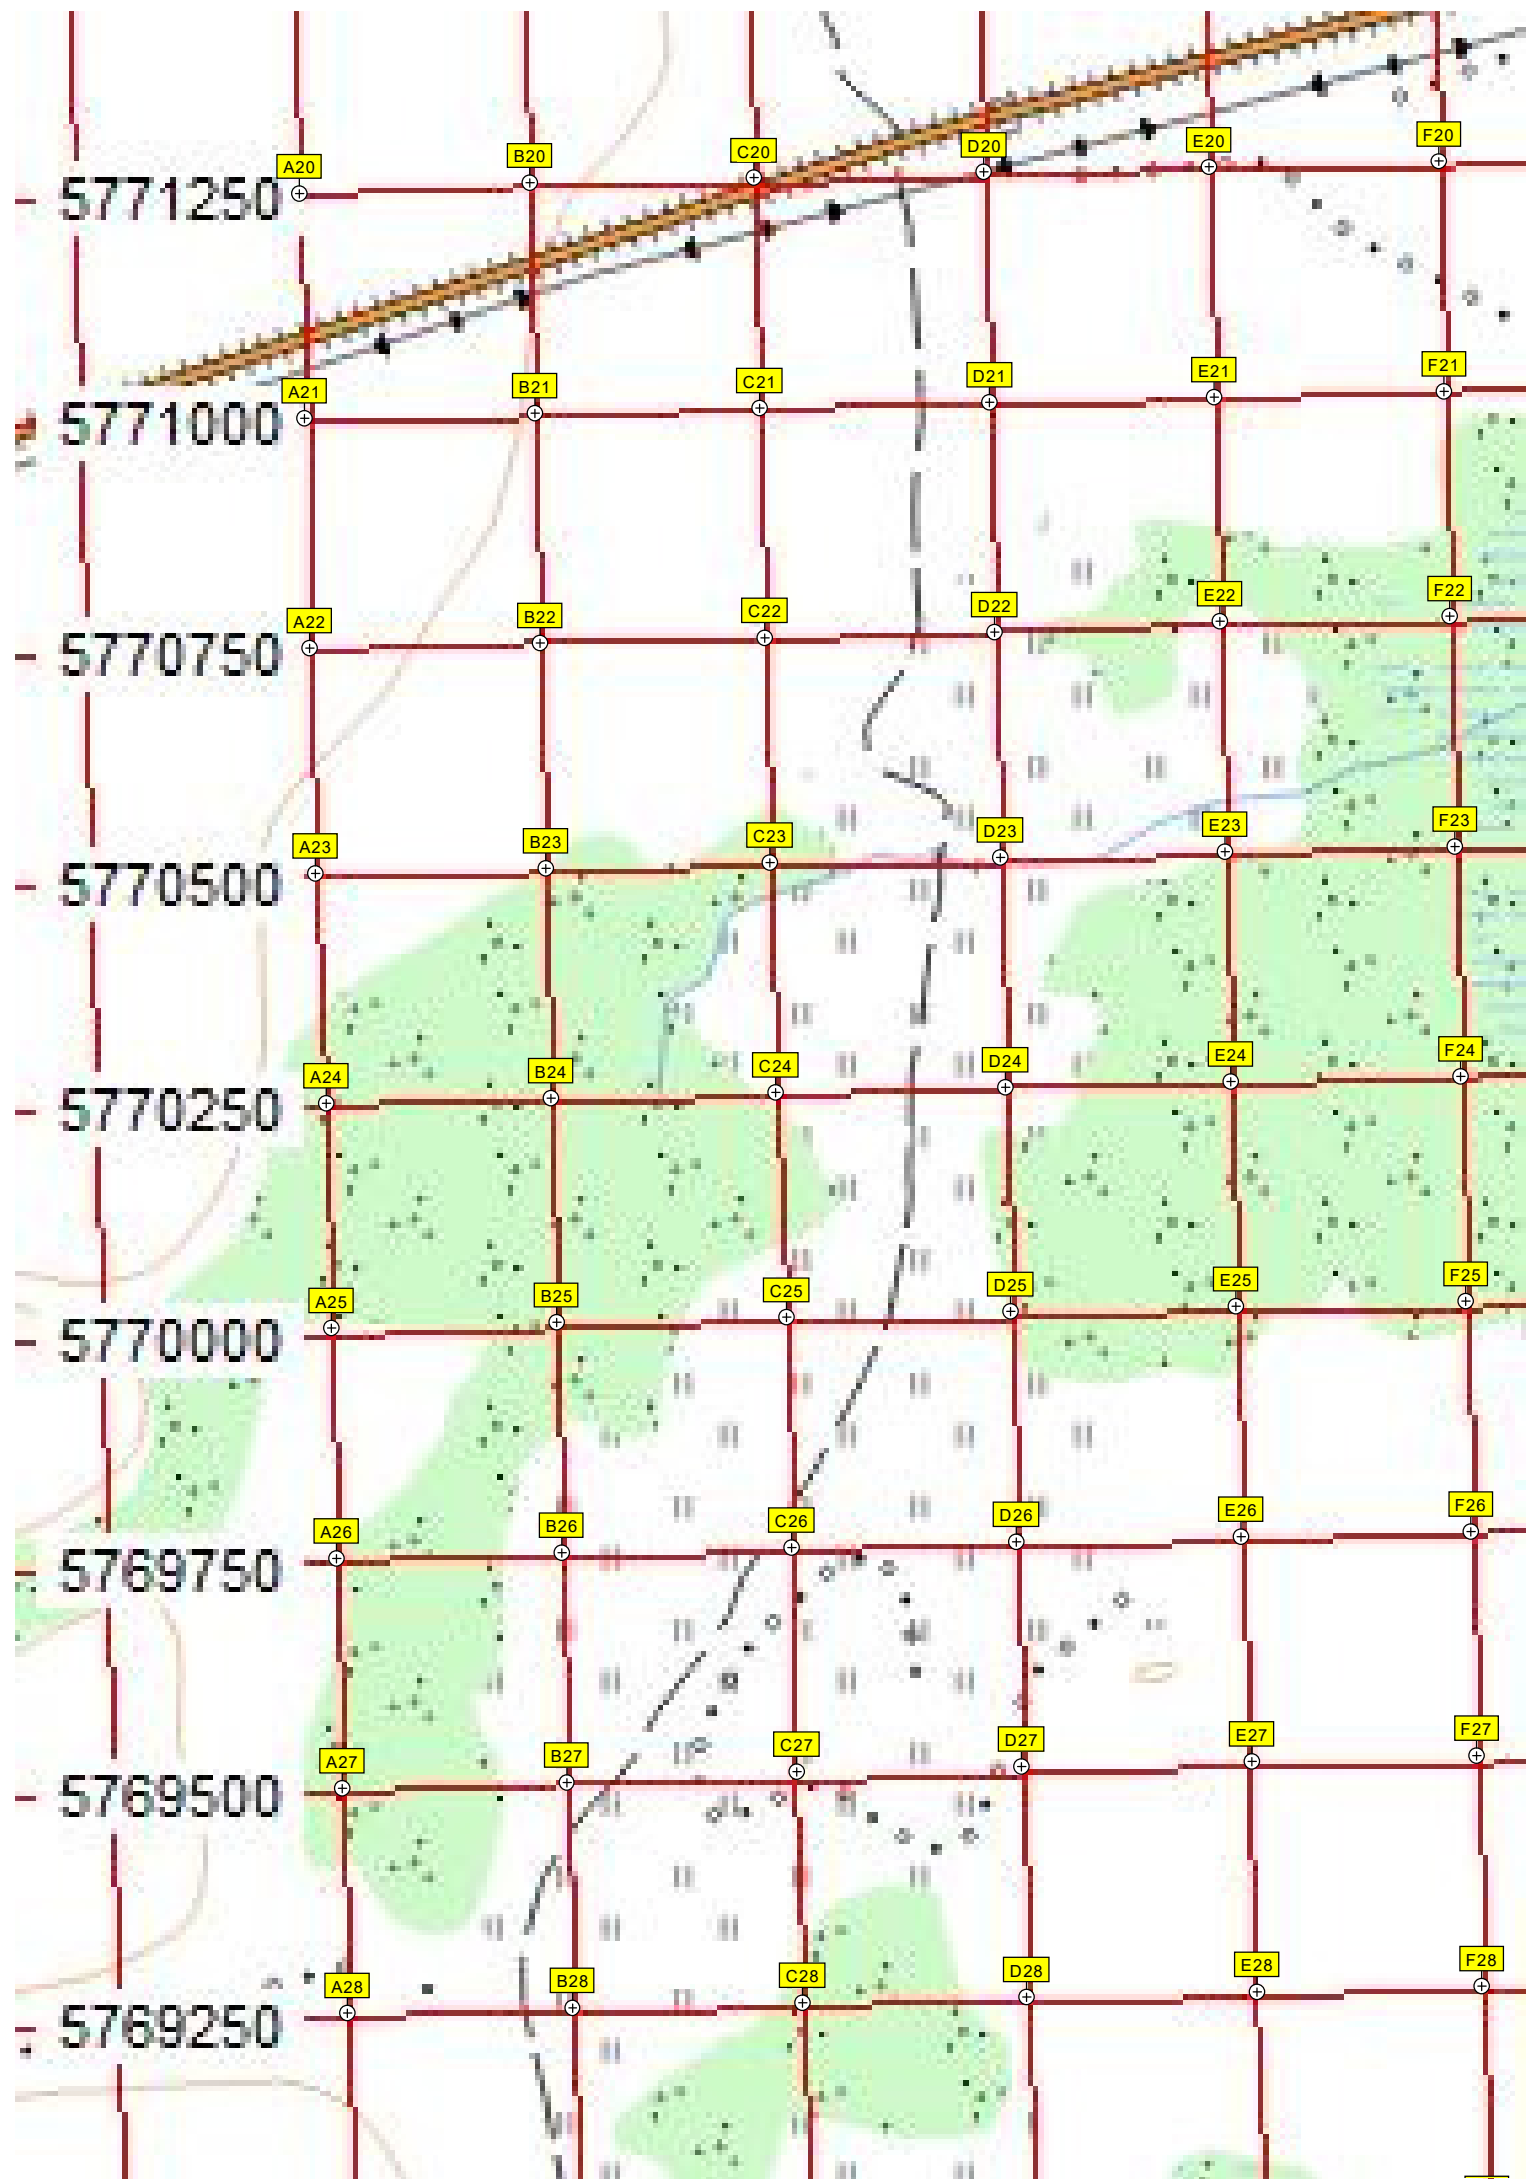 A20 B20 C20 D20 E20 F20
5771250
A21 B21 C21 D21 E21 F21
5771000
A22 B22 C22 D22 E22 F22
5770750
A23 B23 C23 D23 E23 F23
5770500
A24 B24 C24 D24 E24 F24
5770250
A25 B25 C25 D25 E25 F25
5770000
A26 B26 C26 D26 E26 F26
5769750
A27 B27 C27 D27 E27 F27
5769500
A28 B28 C28 D28 E28 F28
5769250